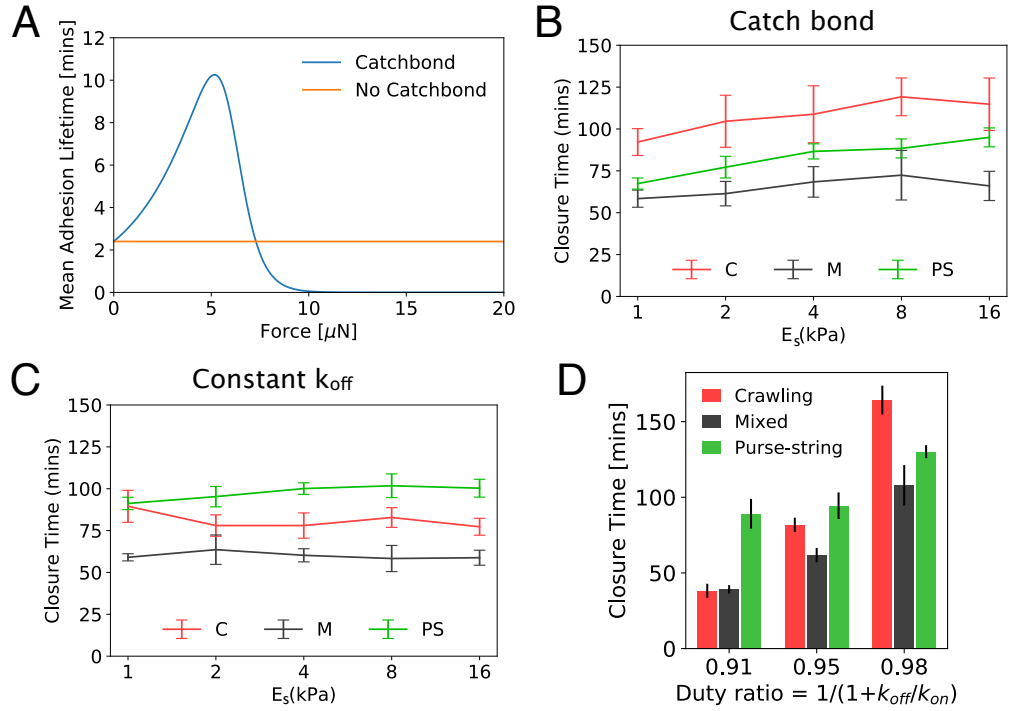 A
Mean Adhesion Lifetime [mins]
12
10
8
6
4
2
0
Catchbond
No Catchbond
0 5 10 15 20
Force [μN]
B
Catch bond
Closure Time (mins)
150
125
100
75
50
25
0
C M PS
1 2 4 8 16
Eₛ(kPa)
C
Constant k_off
Closure Time (mins)
150
125
100
75
50
25
0
C M PS
1 2 4 8 16
Eₛ(kPa)
D
Closure Time [mins]
150
100
50
0
Crawling
Mixed
Purse-string
0.91 0.95 0.98
Duty ratio = 1/(1+k_off/k_on)